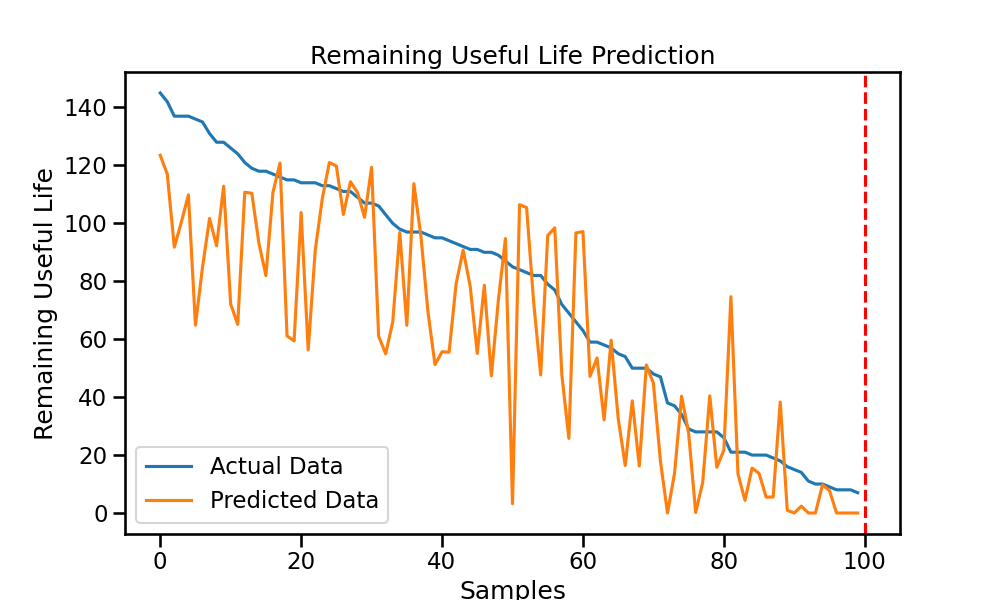 Remaining Useful Life Prediction
Remaining Useful Life
140
120
100
80
60
40
20
0
Actual Data
Predicted Data
0 20 40 60 80 100
Samples